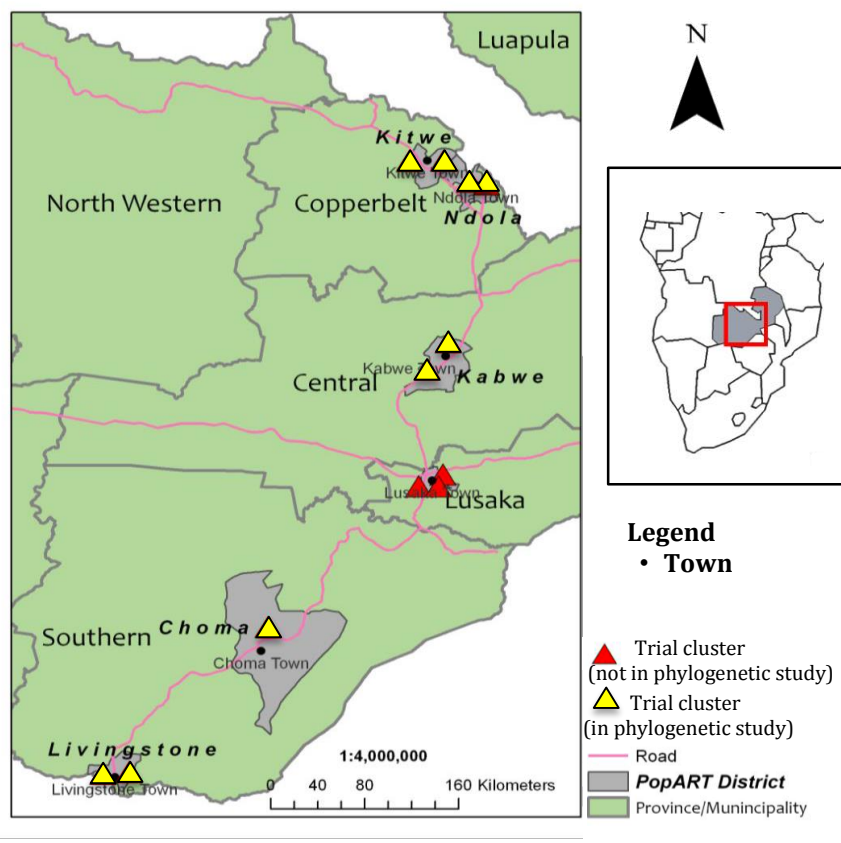 Luapula
N
Kitwe
Kitwe Town
North Western
Copperbelt
Ndola Town
Ndola
Kabwe Town
Central
Kabwe
Lusaka Town
Lusaka
Legend
• Town
Choma
Southern
Choma Town
Trial cluster
(not in phylogenetic study)
Trial cluster
(in phylogenetic study)
Livingstone
Livingstone Town
1:4,000,000
0 40 80 160 Kilometers
Road
PopART District
Province/Munincipality